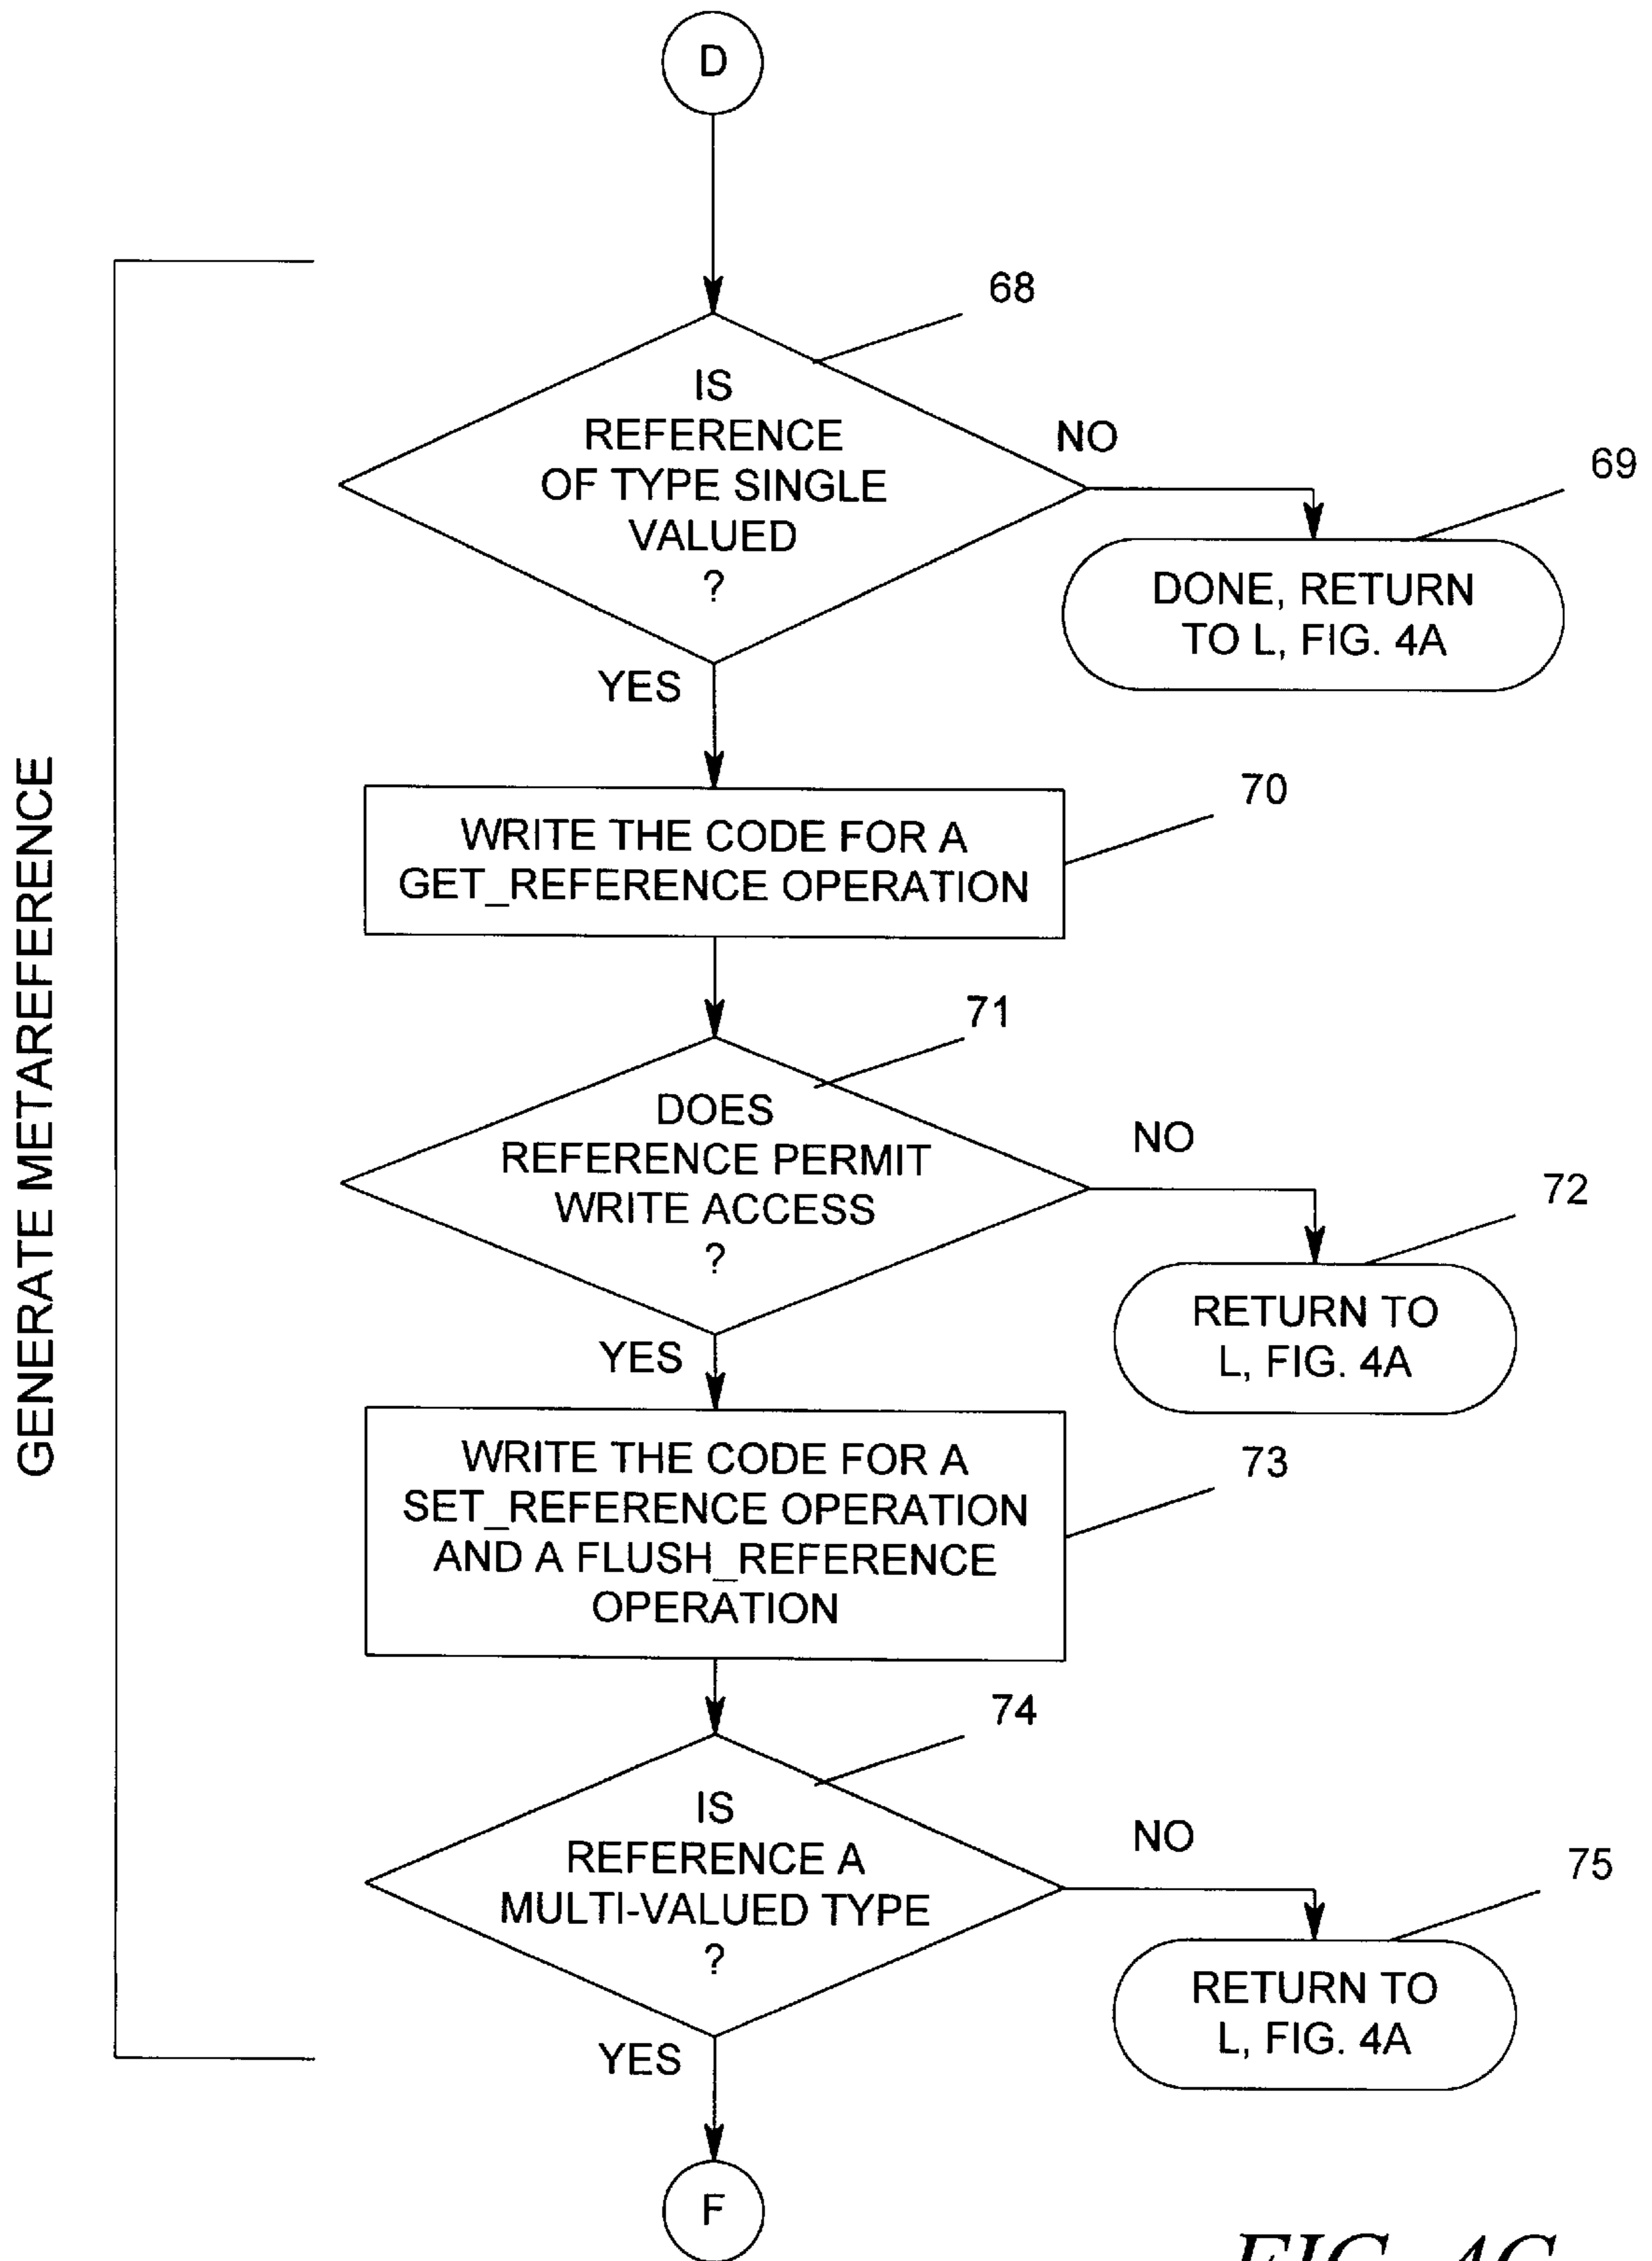 D
68
IS
REFERENCE
OF TYPE SINGLE
VALUED
?
NO
69
DONE, RETURN
TO L, FIG. 4A
YES
70
WRITE THE CODE FOR A
GET_REFERENCE OPERATION
GENERATE METAREFERENCE
71
DOES
REFERENCE PERMIT
WRITE ACCESS
?
NO
72
RETURN TO
L, FIG. 4A
YES
73
WRITE THE CODE FOR A
SET_REFERENCE OPERATION
AND A FLUSH_REFERENCE
OPERATION
74
IS
REFERENCE A
MULTI-VALUED TYPE
?
NO
75
RETURN TO
L, FIG. 4A
YES
F